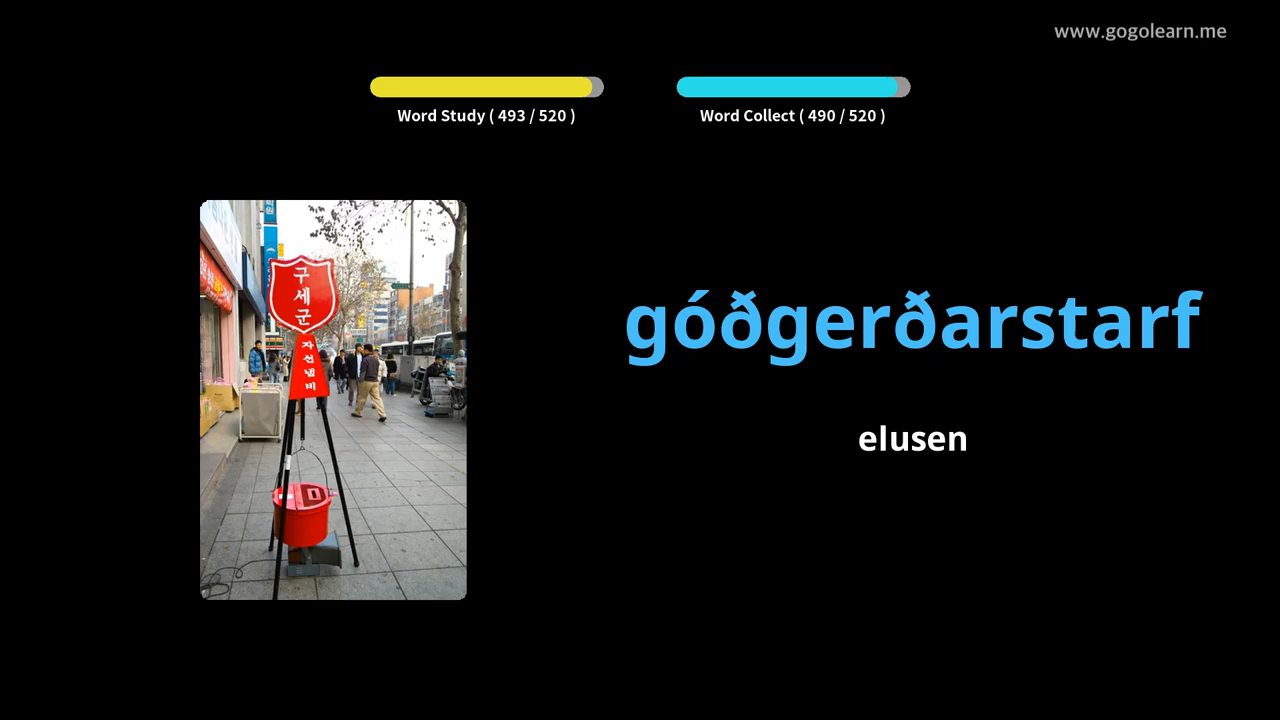 www.gogolearn.me
Word Study ( 493 / 520 )
Word Collect ( 490 / 520 )
구
세
군
자
선
냄
비
góðgerðarstarf
elusen